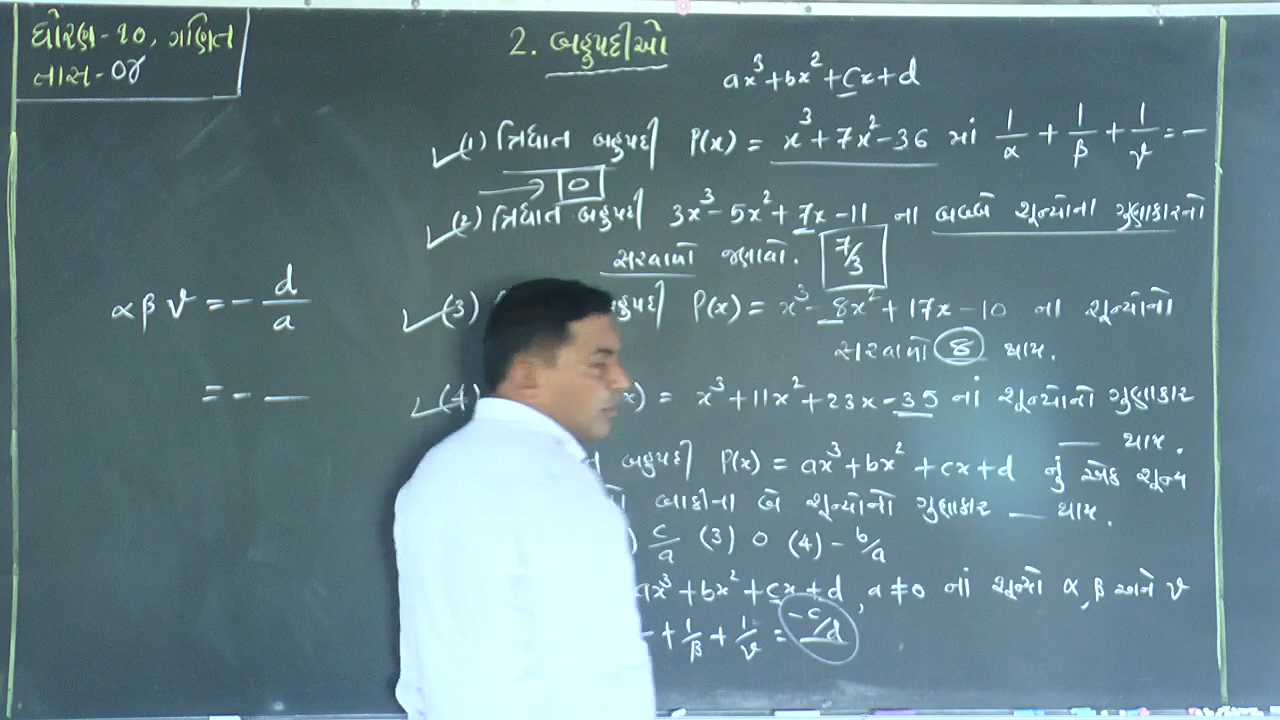 ધોરણ-૧૦, ગણિત
તાસ-૦૪
2. બહુપદીઓ
ax³+bx²+cx+d
(1) ત્રિઘાત બહુપદી P(x) = x³+7x²-36 માં 1/α + 1/β + 1/γ = —
→ 0
(2) ત્રિઘાત બહુપદી 3x³-5x²+7x-11 ના બબ્બે શૂન્યોના ગુણાકારનો
સરવાળો જણાવો. 7/3
(3) બહુપદી P(x) = x³-8x²+17x-10 ના શૂન્યોનો
સરવાળો 8 થાય.
(4) x) = x³+11x²+23x-35 નાં શૂન્યોનો ગુણાકાર
— થાય.
બહુપદી P(x) = ax³+bx²+cx+d નું એક શૂન્ય
બાકીના બે શૂન્યોનો ગુણાકાર — થાય.
) c/a (3) 0 (4) -b/a
ax³+bx²+cx+d, a≠0 નાં શૂન્યો α, β અને γ
+ 1/β + 1/γ = -c/d
αβγ = - d/a
= - —